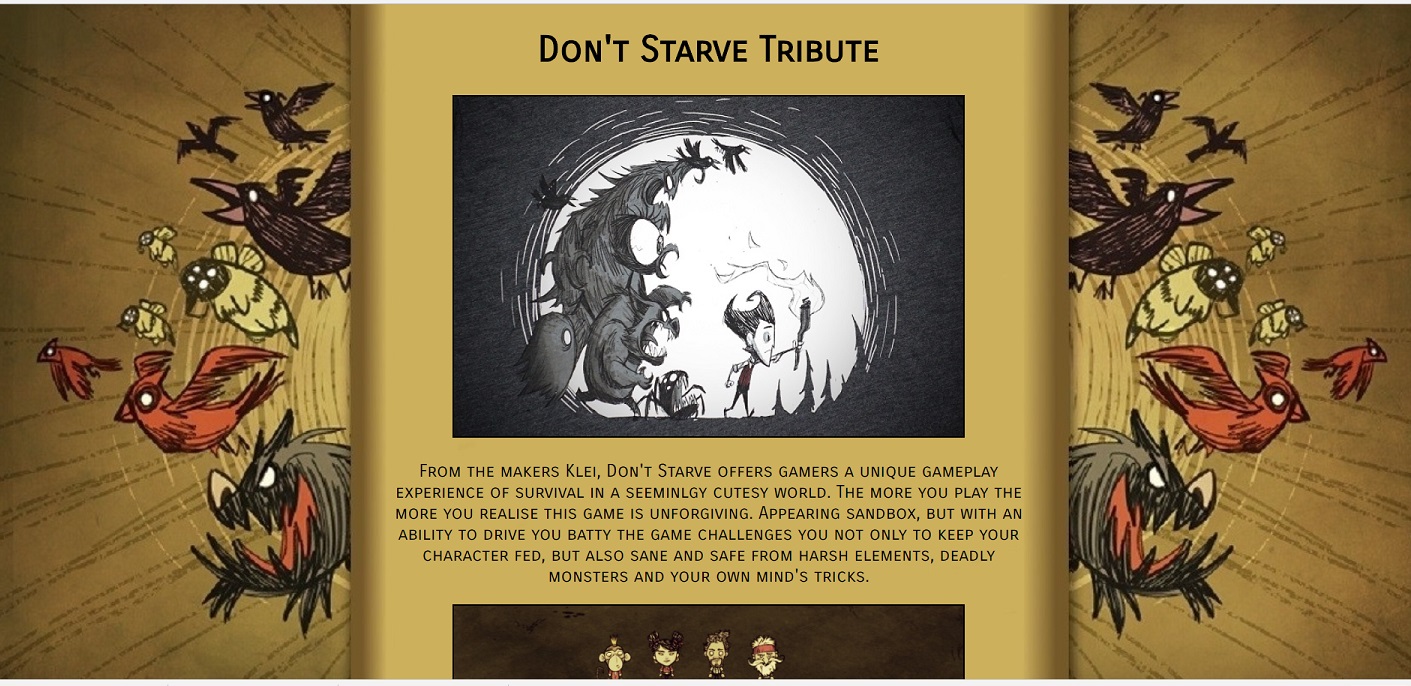 Don't Starve Tribute
From the makers Klei, Don't Starve offers gamers a unique gameplay
experience of survival in a seeminlgy cutesy world. The more you play the
more you realise this game is unforgiving. Appearing sandbox, but with an
ability to drive you batty the game challenges you not only to keep your
character fed, but also sane and safe from harsh elements, deadly
monsters and your own mind's tricks.